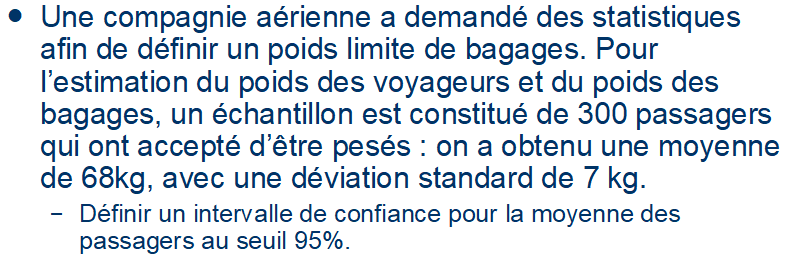 • Une compagnie aérienne a demandé des statistiques
afin de définir un poids limite de bagages. Pour
l’estimation du poids des voyageurs et du poids des
bagages, un échantillon est constitué de 300 passagers
qui ont accepté d’être pesés : on a obtenu une moyenne
de 68kg, avec une déviation standard de 7 kg.
– Définir un intervalle de confiance pour la moyenne des
passagers au seuil 95%.